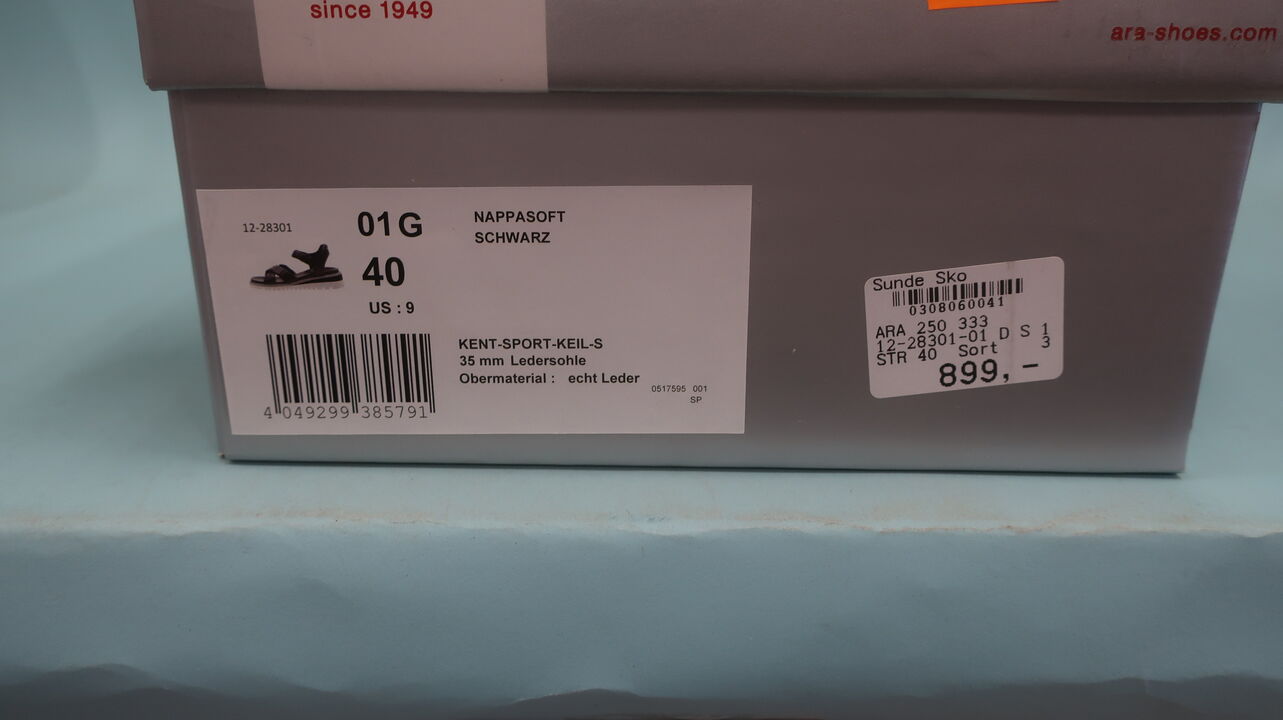 since 1949
ara-shoes.com
12-28301
01 G
40
US : 9
NAPPASOFT
SCHWARZ
KENT-SPORT-KEIL-S
35 mm Ledersohle
Obermaterial : echt Leder
0517595 001
SP
4 049299 385791
Sunde Sko
0308060041
ARA 250 333
12-28301-01 D S 1
STR 40 Sort 3
899,-